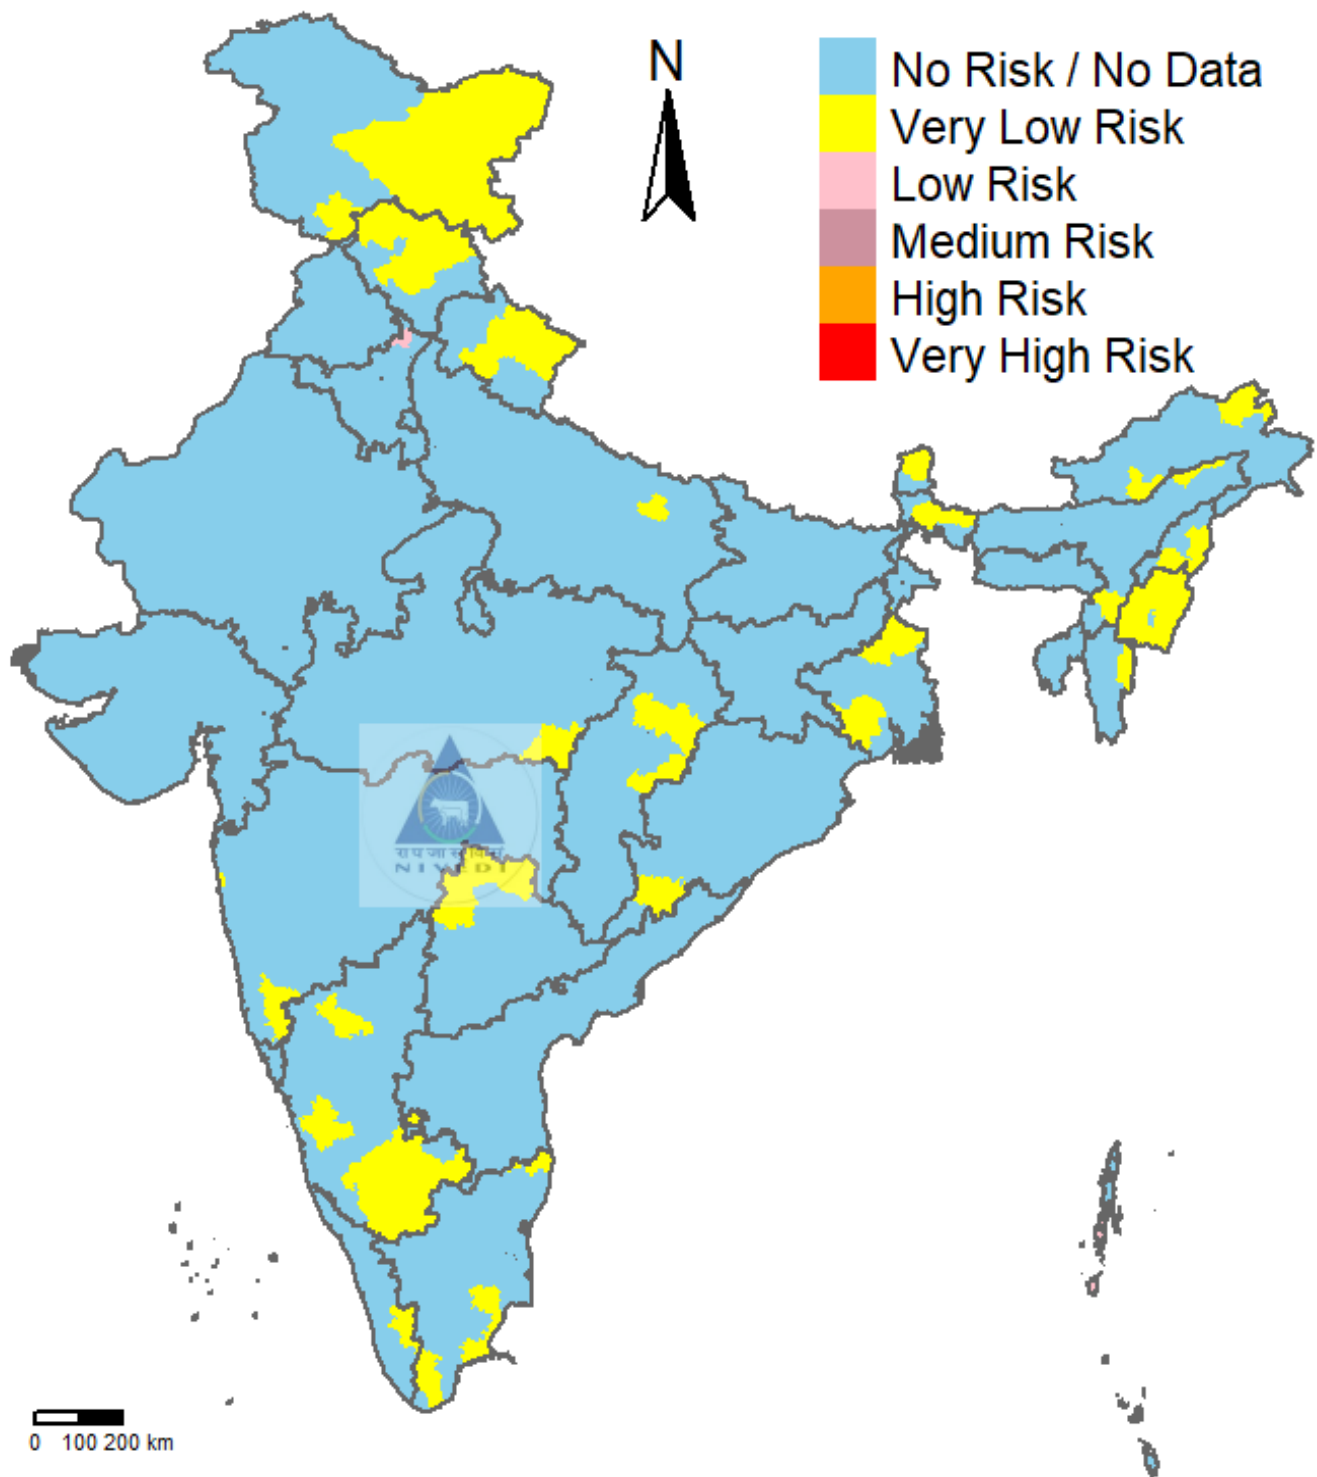 N
No Risk / No Data
Very Low Risk
Low Risk
Medium Risk
High Risk
Very High Risk
NIVEDI
0 100 200 km